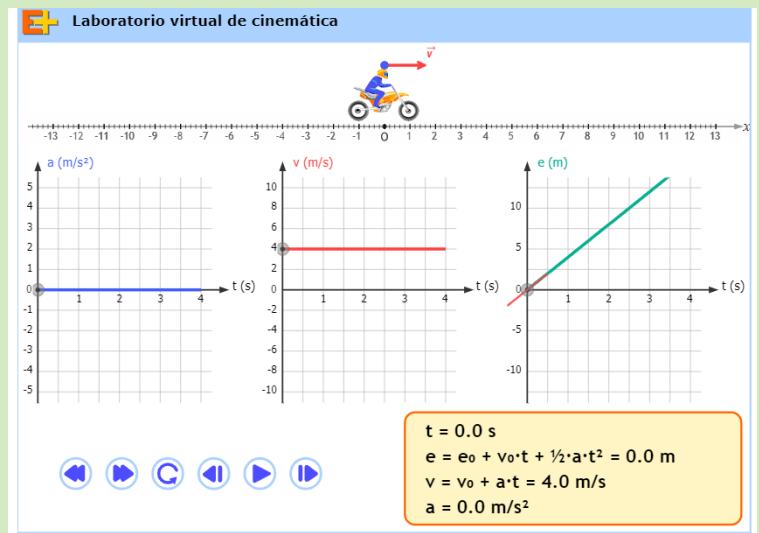 E+ Laboratorio virtual de cinemática
v
-13 -12 -11 -10 -9 -8 -7 -6 -5 -4 -3 -2 -1 O 1 2 3 4 5 6 7 8 9 10 11 12 13 x
a (m/s²)
5
4
3
2
1
0
-1
-2
-3
-4
-5
1 2 3 4
t (s)
v (m/s)
10
8
6
4
2
0
-2
-4
-6
-8
-10
1 2 3 4
t (s)
e (m)
10
5
0
-5
-10
1 2 3 4
t (s)
t = 0.0 s
e = e₀ + v₀·t + ½·a·t² = 0.0 m
v = v₀ + a·t = 4.0 m/s
a = 0.0 m/s²